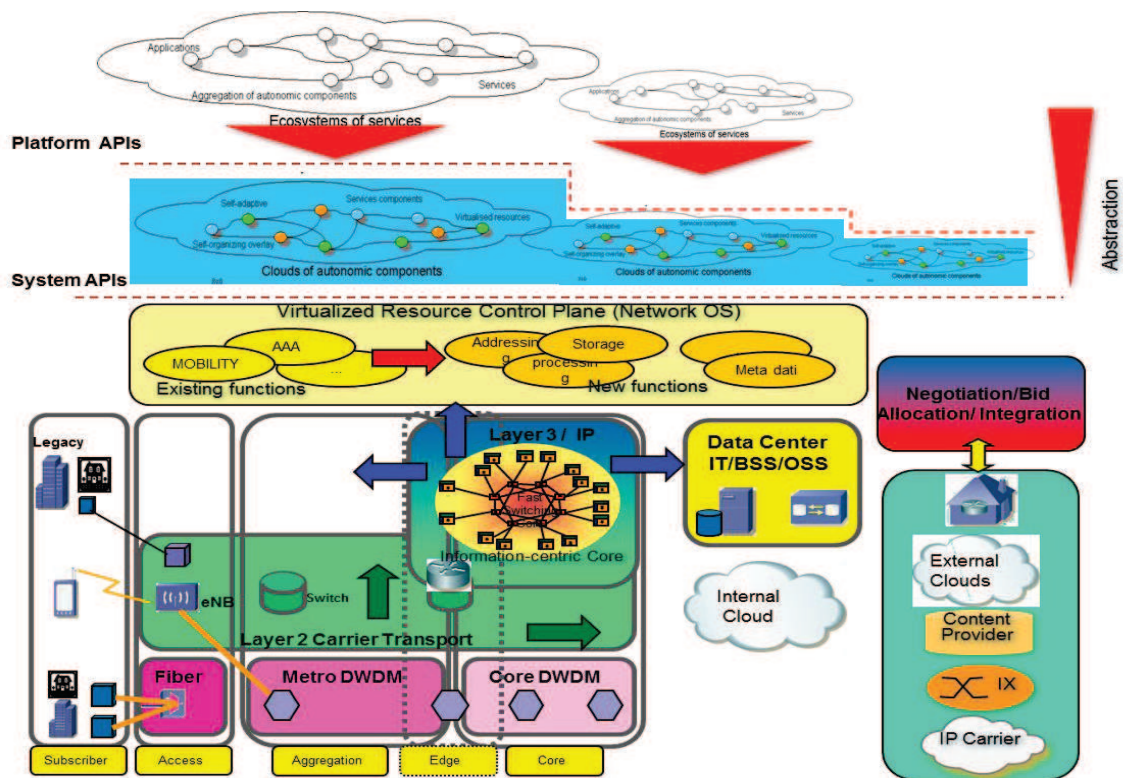 Applications
Aggregation of autonomic components
Services
Ecosystems of services
Applications
Aggregation of autonomic components
Services
Ecosystems of services
Platform APIs
Self-adaptive
Services components
Virtualised resources
Self-organizing overlay
Clouds of autonomic components
Self-adaptive
Services components
Virtualised resources
Self-organizing overlay
Clouds of autonomic components
Clouds of autonomic components
System APIs
Abstraction
Virtualized Resource Control Plane (Network OS)
AAA
MOBILITY
...
Existing functions
Addressin
g
Storage
processin
g
Meta dati
New functions
Negotiation/Bid
Allocation/ Integration
Legacy
Layer 3 / IP
Fast
Switching
Information-centric Core
Data Center
IT/BSS/OSS
eNB
Switch
Layer 2 Carrier Transport
Internal
Cloud
External
Clouds
Content
Provider
IX
IP Carrier
Fiber
Metro DWDM
Core DWDM
Subscriber
Access
Aggregation
Edge
Core